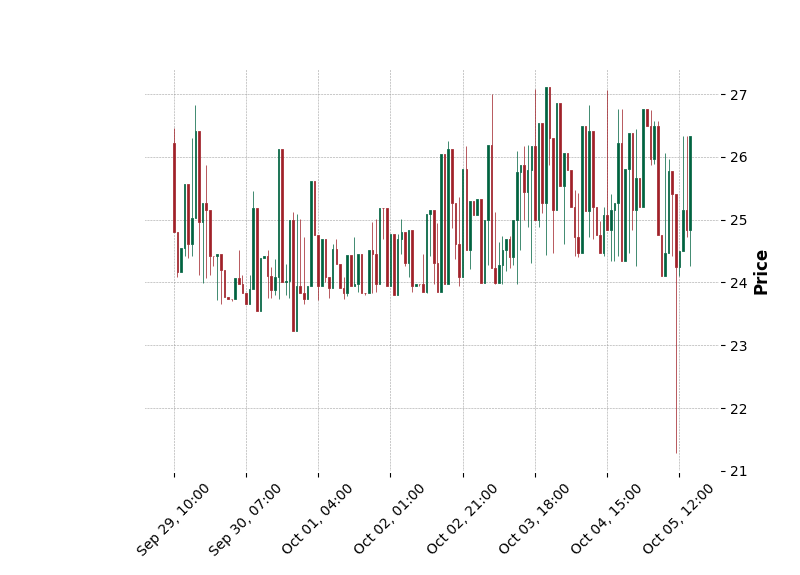 27
26
25
24
23
22
21
Price
Sep 29, 10:00
Sep 30, 07:00
Oct 01, 04:00
Oct 02, 01:00
Oct 02, 21:00
Oct 03, 18:00
Oct 04, 15:00
Oct 05, 12:00